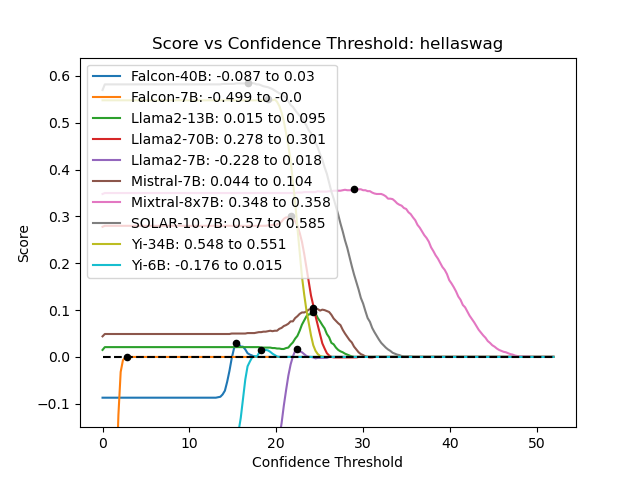 Score vs Confidence Threshold: hellaswag
0.6
0.5
0.4
0.3
0.2
0.1
0.0
−0.1
Score
Falcon-40B: -0.087 to 0.03
Falcon-7B: -0.499 to -0.0
Llama2-13B: 0.015 to 0.095
Llama2-70B: 0.278 to 0.301
Llama2-7B: -0.228 to 0.018
Mistral-7B: 0.044 to 0.104
Mixtral-8x7B: 0.348 to 0.358
SOLAR-10.7B: 0.57 to 0.585
Yi-34B: 0.548 to 0.551
Yi-6B: -0.176 to 0.015
0 10 20 30 40 50
Confidence Threshold